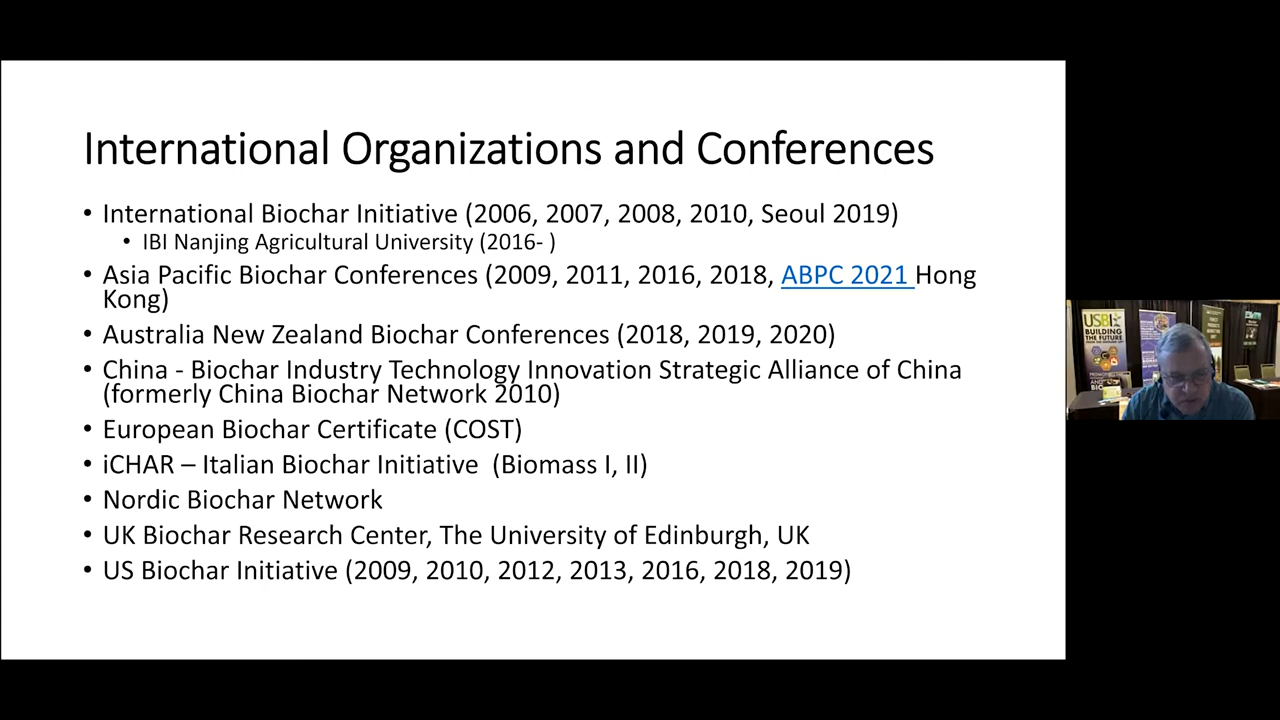 International Organizations and Conferences
• International Biochar Initiative (2006, 2007, 2008, 2010, Seoul 2019)
• IBI Nanjing Agricultural University (2016- )
• Asia Pacific Biochar Conferences (2009, 2011, 2016, 2018, ABPC 2021 Hong
Kong)
• Australia New Zealand Biochar Conferences (2018, 2019, 2020)
• China - Biochar Industry Technology Innovation Strategic Alliance of China
(formerly China Biochar Network 2010)
• European Biochar Certificate (COST)
• iCHAR – Italian Biochar Initiative  (Biomass I, II)
• Nordic Biochar Network
• UK Biochar Research Center, The University of Edinburgh, UK
• US Biochar Initiative (2009, 2010, 2012, 2013, 2016, 2018, 2019)
USBI
BUILDING
THE FUTURE